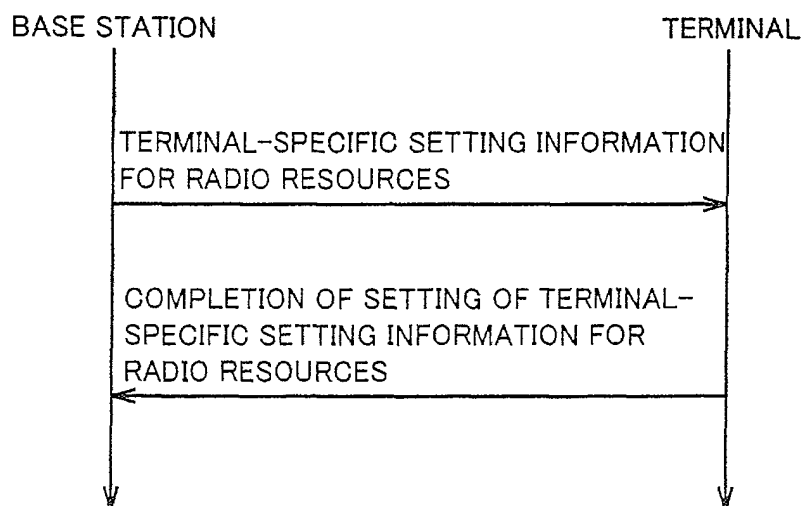 BASE STATION
TERMINAL
TERMINAL-SPECIFIC SETTING INFORMATION
FOR RADIO RESOURCES
COMPLETION OF SETTING OF TERMINAL-
SPECIFIC SETTING INFORMATION FOR
RADIO RESOURCES